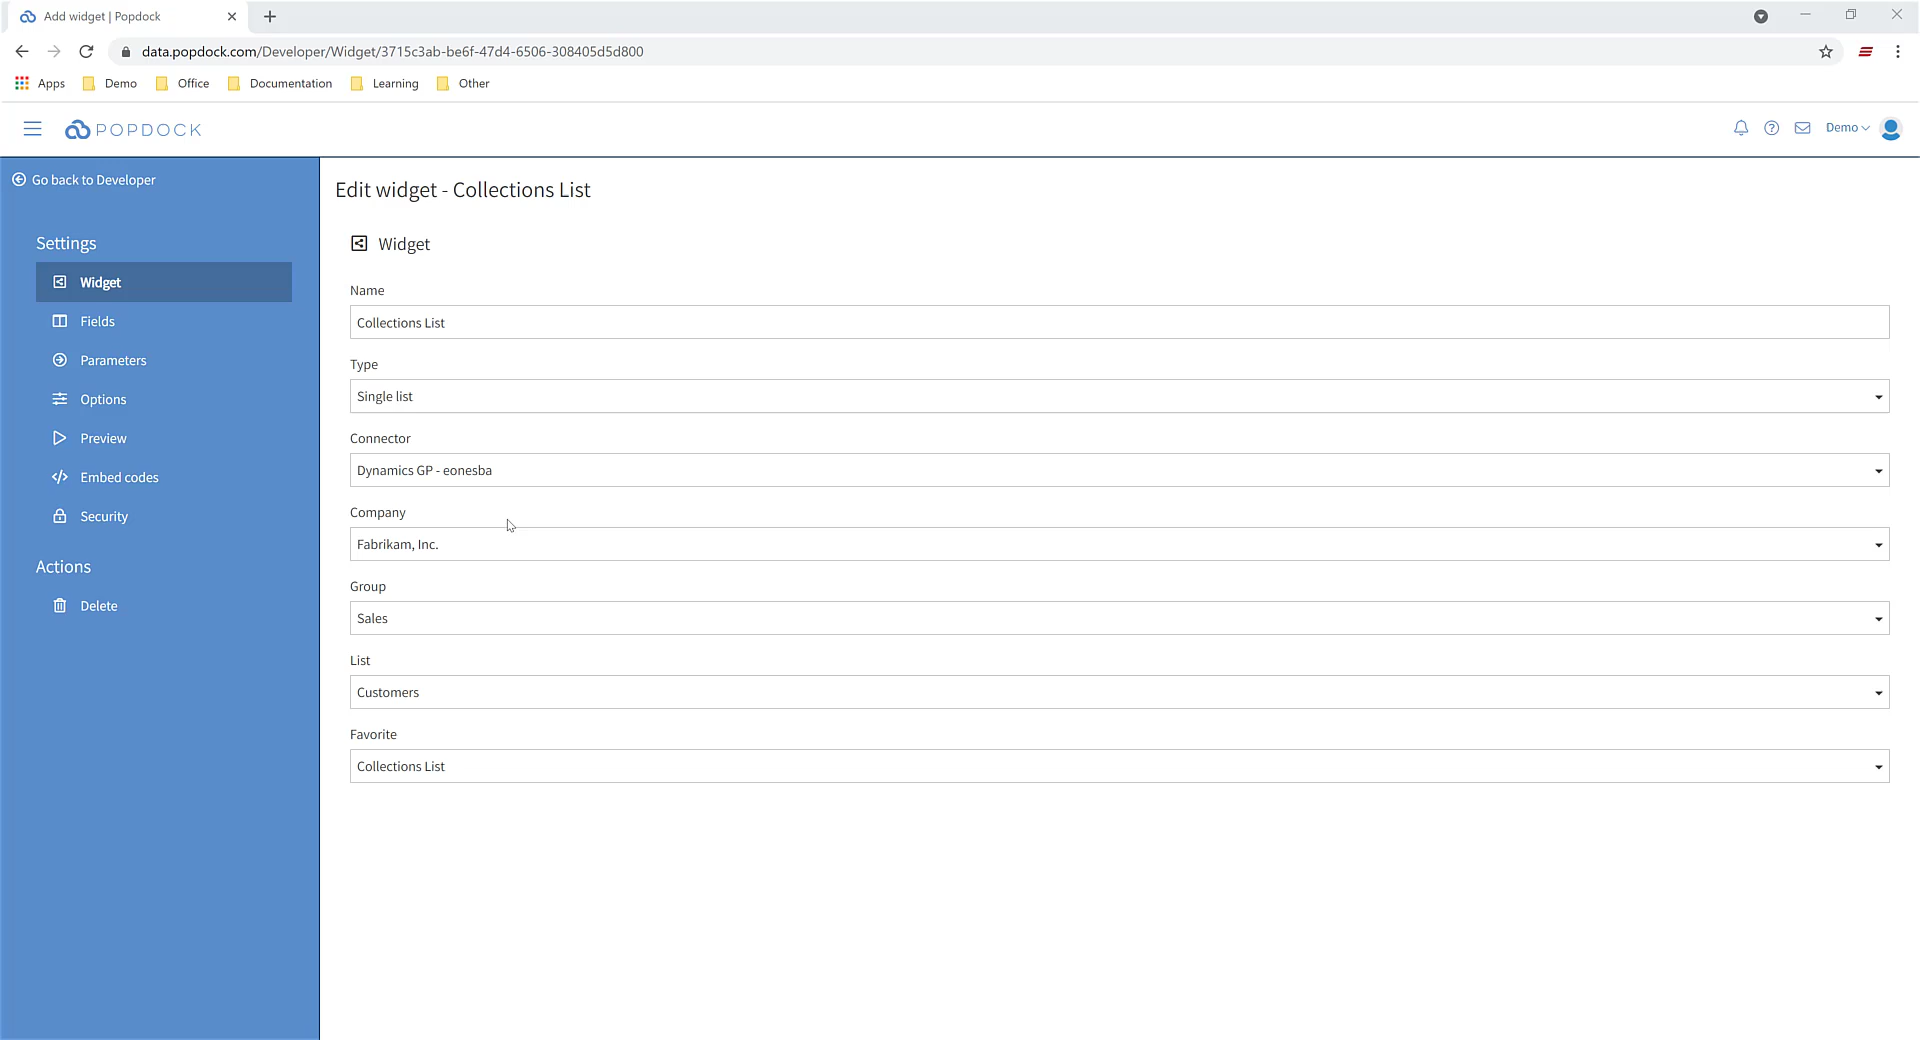 Add widget | Popdock
data.popdock.com/Developer/Widget/3715c3ab-be6f-47d4-6506-308405d5d800
Apps Demo Office Documentation Learning Other
POPDOCK
Demo
Go back to Developer
Settings
Widget
Fields
Parameters
Options
Preview
Embed codes
Security
Actions
Delete
Edit widget - Collections List
Widget
Name
Collections List
Type
Single list
Connector
Dynamics GP - eonesba
Company
Fabrikam, Inc.
Group
Sales
List
Customers
Favorite
Collections List